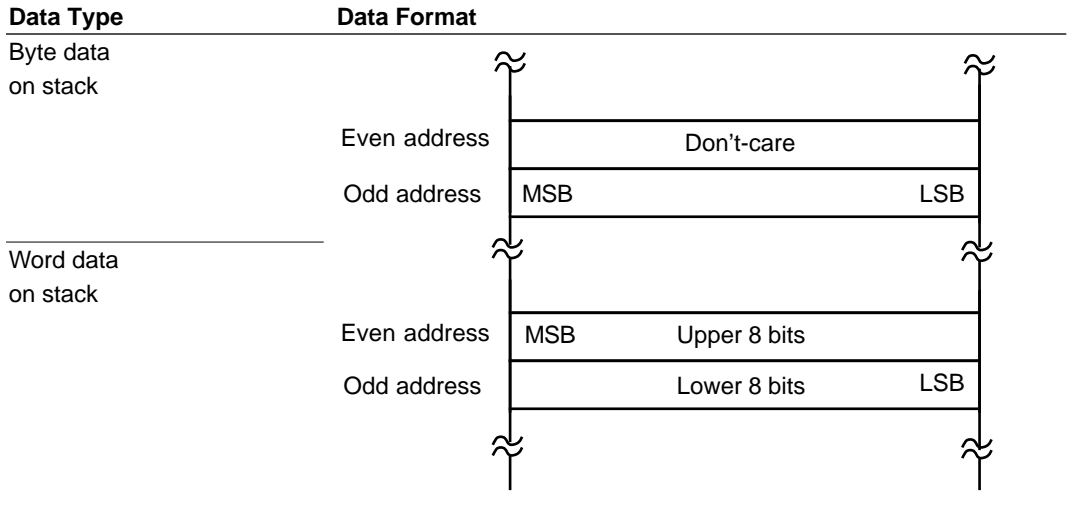 Data Type Data Format
Byte data
on stack
Even address Don't-care
Odd address MSB LSB
Word data
on stack
Even address MSB Upper 8 bits
Odd address Lower 8 bits LSB